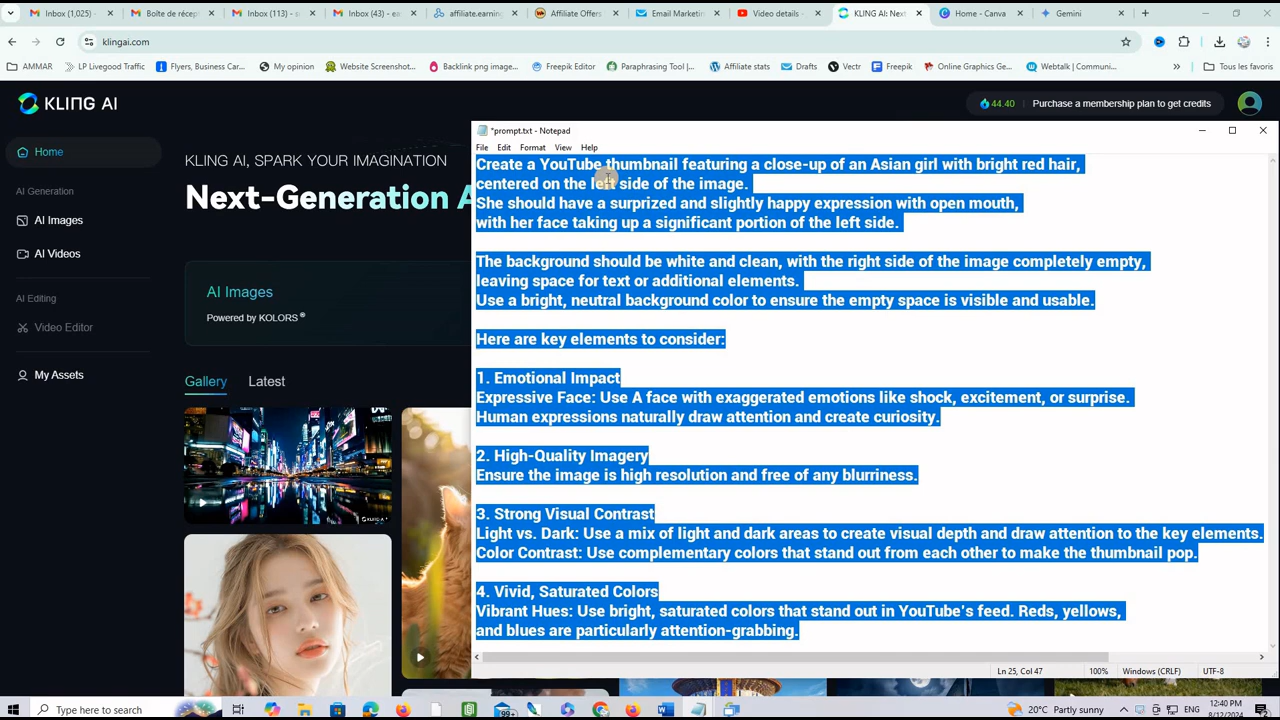 Inbox (1,025)
Boîte de récep
Inbox (113) -
Inbox (43) - e
affiliate.earning
Affiliate Offers
Email Marketin
Video details -
KLING AI: Next
Home - Canva
Gemini
klingai.com
AMMAR
LP Livegood Traffic
Flyers, Business Car...
My opinion
Website Screenshot...
Backlink png image...
Freepik Editor
Paraphrasing Tool |...
Affiliate stats
Drafts
Vectr
Freepik
Online Graphics Ge...
Webtalk | Communi...
Tous les favoris
KLING AI
44.40
Purchase a membership plan to get credits
Home
AI Generation
AI Images
AI Videos
AI Editing
Video Editor
My Assets
KLING AI, SPARK YOUR IMAGINATION
Next-Generation A
AI Images
Powered by KOLORS ®
Gallery
Latest
KLING AI
*prompt.txt - Notepad
File Edit Format View Help
Create a YouTube thumbnail featuring a close-up of an Asian girl with bright red hair,
centered on the left side of the image.
She should have a surprized and slightly happy expression with open mouth,
with her face taking up a significant portion of the left side.
The background should be white and clean, with the right side of the image completely empty,
leaving space for text or additional elements.
Use a bright, neutral background color to ensure the empty space is visible and usable.
Here are key elements to consider:
1. Emotional Impact
Expressive Face: Use A face with exaggerated emotions like shock, excitement, or surprise.
Human expressions naturally draw attention and create curiosity.
2. High-Quality Imagery
Ensure the image is high resolution and free of any blurriness.
3. Strong Visual Contrast
Light vs. Dark: Use a mix of light and dark areas to create visual depth and draw attention to the key elements.
Color Contrast: Use complementary colors that stand out from each other to make the thumbnail pop.
4. Vivid, Saturated Colors
Vibrant Hues: Use bright, saturated colors that stand out in YouTube's feed. Reds, yellows,
and blues are particularly attention-grabbing.
Ln 25, Col 47
100%
Windows (CRLF)
UTF-8
Type here to search
99+
20°C Partly sunny
12:40 PM
8/12/2024